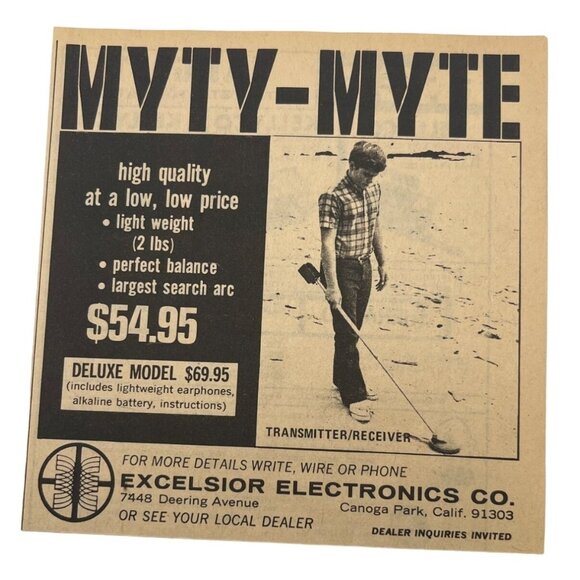 MYTY-MYTE
high quality
at a low, low price
• light weight
(2 lbs)
• perfect balance
• largest search arc
$54.95
DELUXE MODEL $69.95
(includes lightweight earphones,
alkaline battery, instructions)
TRANSMITTER/RECEIVER
FOR MORE DETAILS WRITE, WIRE OR PHONE
EXCELSIOR ELECTRONICS CO.
7448 Deering Avenue Canoga Park, Calif. 91303
OR SEE YOUR LOCAL DEALER
DEALER INQUIRIES INVITED